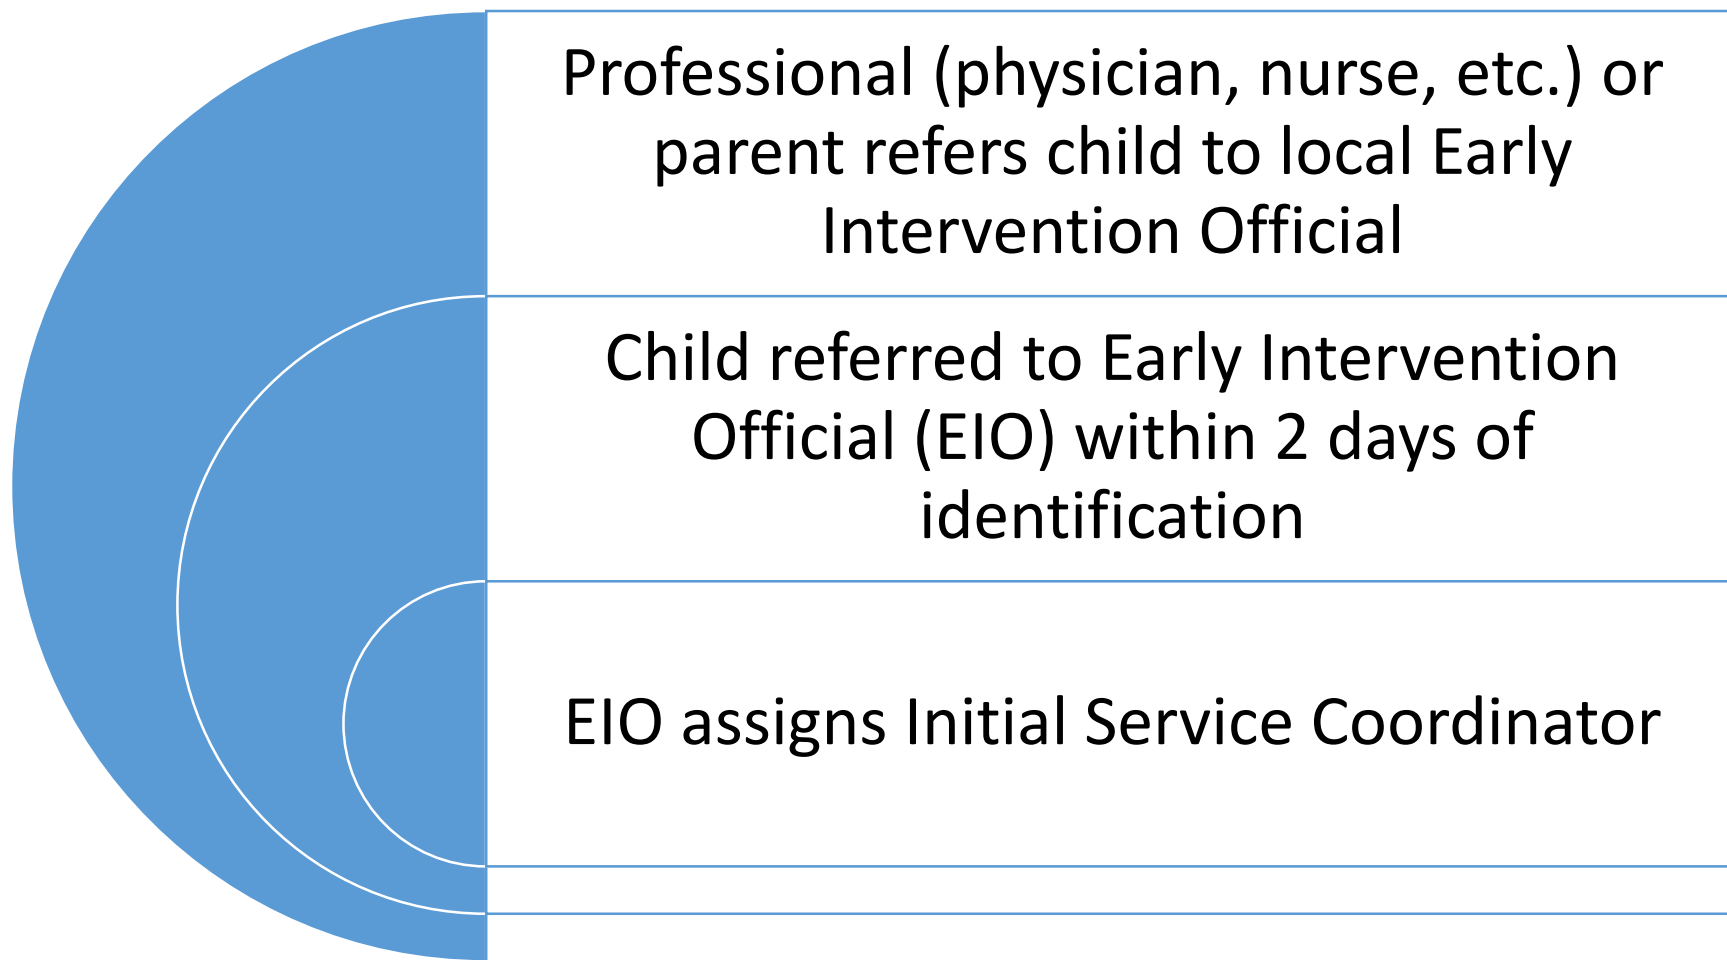 Professional (physician, nurse, etc.) or
parent refers child to local Early
Intervention Official
Child referred to Early Intervention
Official (EIO) within 2 days of
identification
EIO assigns Initial Service Coordinator